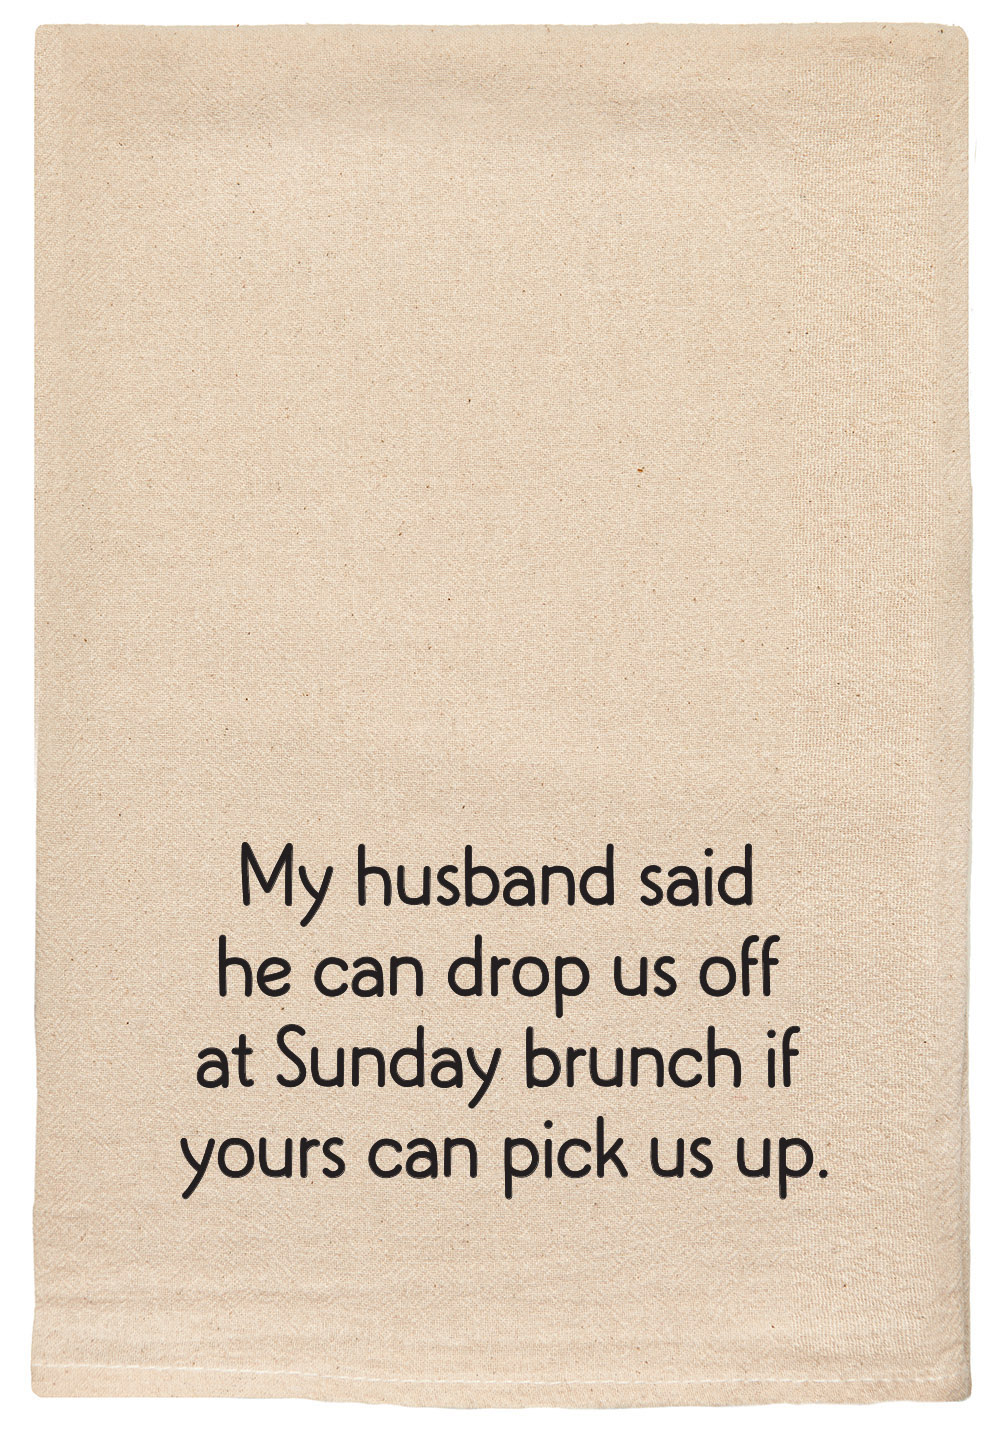 My husband said
he can drop us off
at Sunday brunch if
yours can pick us up.